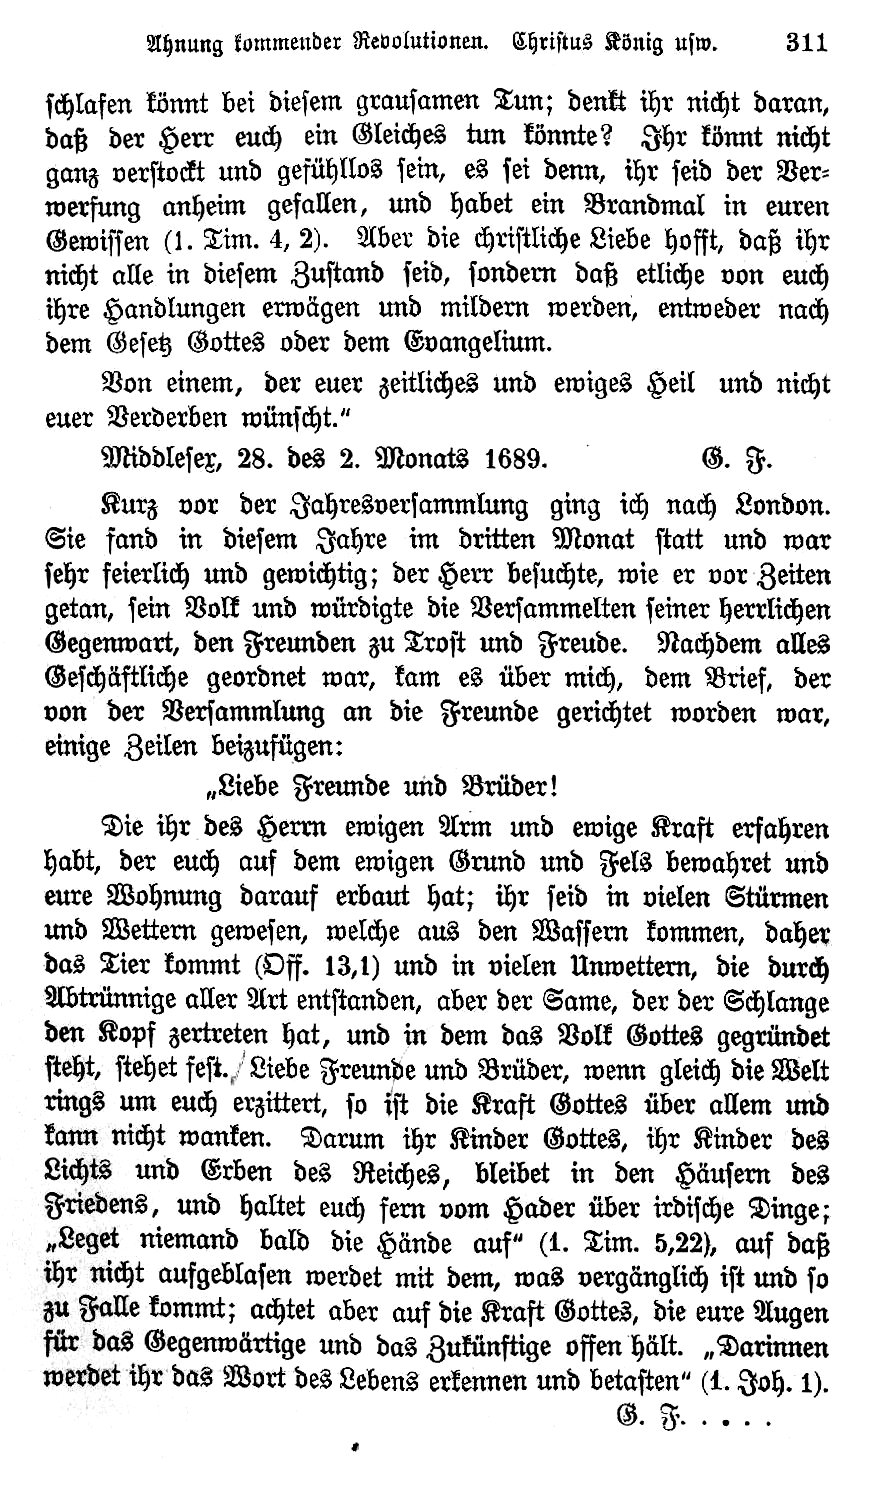 Ahnung kommender Revolutionen. Christus König usw. 311
schlafen könnt bei diesem grausamen Tun; denkt ihr nicht daran,
daß der Herr euch ein Gleiches tun könnte? Ihr könnt nicht
ganz verstockt und gefühllos sein, es sei denn, ihr seid der Ver-
werfung anheim gefallen, und habet ein Brandmal in euren
Gewissen (1. Tim. 4, 2). Aber die christliche Liebe hofft, daß ihr
nicht alle in diesem Zustand seid, sondern daß etliche von euch
ihre Handlungen erwägen und mildern werden, entweder nach
dem Gesetz Gottes oder dem Evangelium.
Von einem, der euer zeitliches und ewiges Heil und nicht
euer Verderben wünscht.“
Middlesex, 28. des 2. Monats 1689. G. F.
Kurz vor der Jahresversammlung ging ich nach London.
Sie fand in diesem Jahre im dritten Monat statt und war
sehr feierlich und gewichtig; der Herr besuchte, wie er vor Zeiten
getan, sein Volk und würdigte die Versammelten seiner herrlichen
Gegenwart, den Freunden zu Trost und Freude. Nachdem alles
Geschäftliche geordnet war, kam es über mich, dem Brief, der
von der Versammlung an die Freunde gerichtet worden war,
einige Zeilen beizufügen:
„Liebe Freunde und Brüder!
Die ihr des Herrn ewigen Arm und ewige Kraft erfahren
habt, der euch auf dem ewigen Grund und Fels bewahret und
eure Wohnung darauf erbaut hat; ihr seid in vielen Stürmen
und Wettern gewesen, welche aus den Wassern kommen, daher
das Tier kommt (Off. 13,1) und in vielen Unwettern, die durch
Abtrünnige aller Art entstanden, aber der Same, der der Schlange
den Kopf zertreten hat, und in dem das Volk Gottes gegründet
steht, stehet fest. Liebe Freunde und Brüder, wenn gleich die Welt
rings um euch erzittert, so ist die Kraft Gottes über allem und
kann nicht wanken. Darum ihr Kinder Gottes, ihr Kinder des
Lichts und Erben des Reiches, bleibet in den Häusern des
Friedens, und haltet euch fern vom Hader über irdische Dinge;
„Leget niemand bald die Hände auf“ (1. Tim. 5,22), auf daß
ihr nicht aufgeblasen werdet mit dem, was vergänglich ist und so
zu Falle kommt; achtet aber auf die Kraft Gottes, die eure Augen
für das Gegenwärtige und das Zukünftige offen hält. „Darinnen
werdet ihr das Wort des Lebens erkennen und betasten“ (1. Joh. 1).
G. F. . . . .